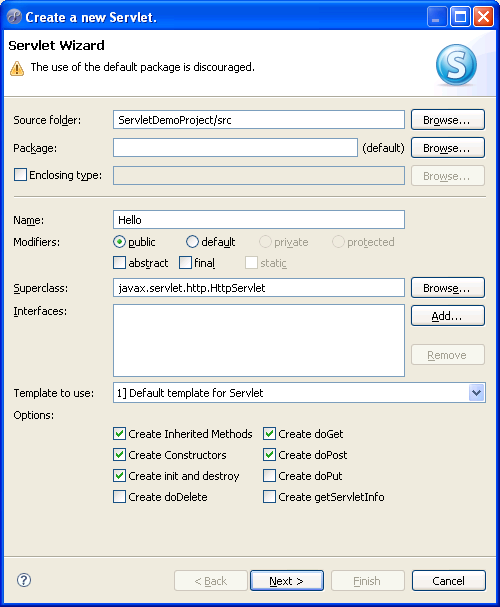 Create a new Servlet.
Servlet Wizard
The use of the default package is discouraged.
S
Source folder: ServletDemoProject/src Browse...
Package: (default) Browse...
Enclosing type: Browse...
Name: Hello
Modifiers: public default private protected
abstract final static
Superclass: javax.servlet.http.HttpServlet Browse...
Interfaces: Add...
Remove
Template to use: 1] Default template for Servlet
Options:
Create Inherited Methods Create doGet
Create Constructors Create doPost
Create init and destroy Create doPut
Create doDelete Create getServletInfo
? < Back Next > Finish Cancel